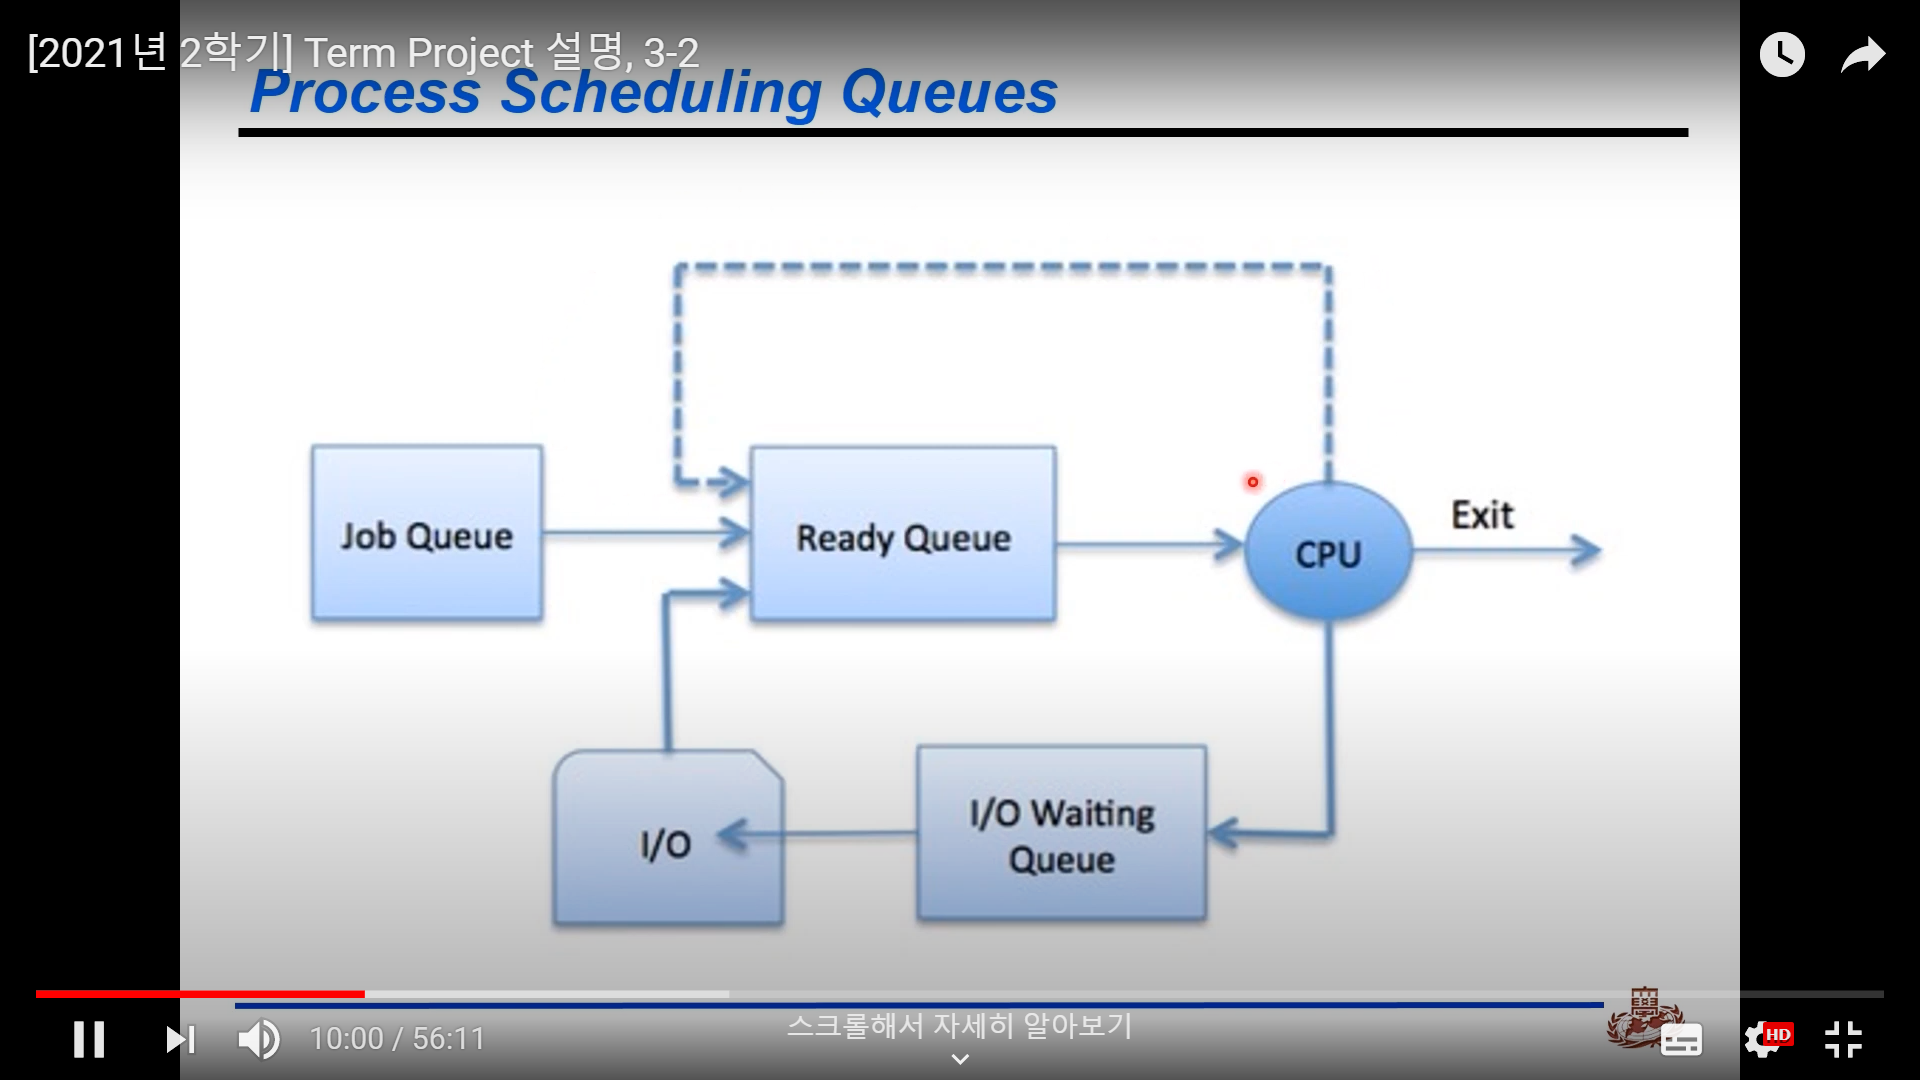 [2021년 2학기] Term Project 설명, 3-2
Process Scheduling Queues
Job Queue
Ready Queue
CPU
Exit
I/O
I/O Waiting
Queue
10:00 / 56:11
스크롤해서 자세히 알아보기
HD